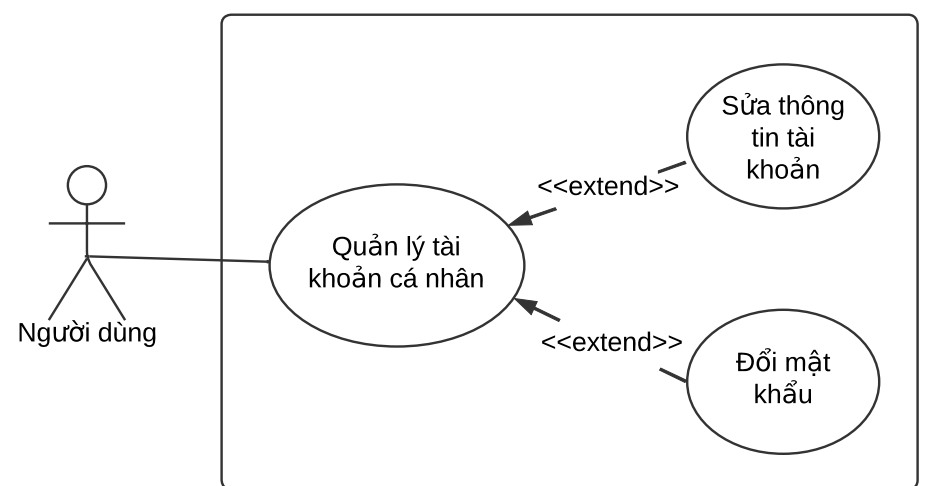 Sửa thông
tin tài
khoản
<<extend>>
Quản lý tài
khoản cá nhân
Người dùng
<<extend>>
Đổi mật
khẩu